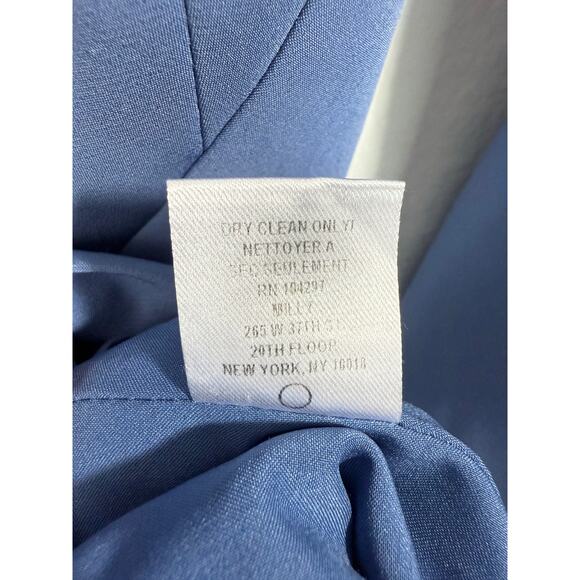 DRY CLEAN ONLY/
NETTOYER A
SEC SEULEMENT
RN 104297
MILLY
265 W 37TH ST
20TH FLOOR
NEW YORK, NY 10018